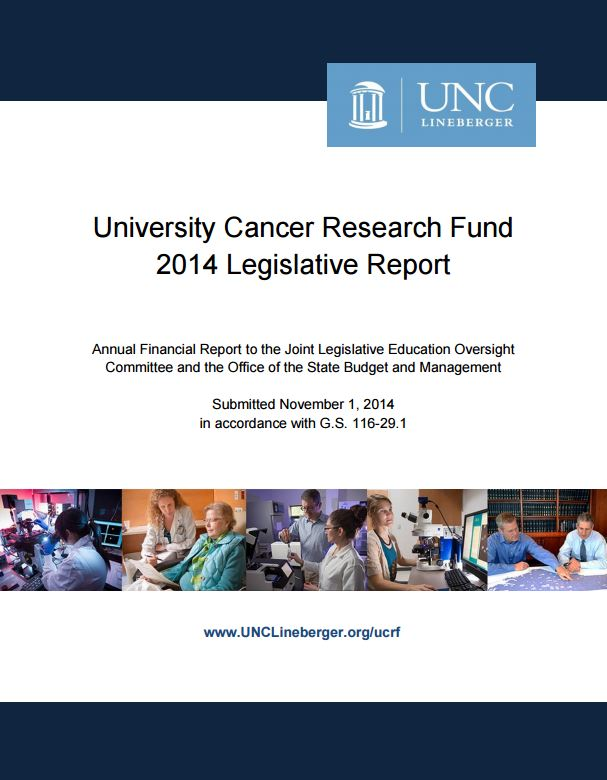 UNC
LINEBERGER
University Cancer Research Fund
2014 Legislative Report
Annual Financial Report to the Joint Legislative Education Oversight
Committee and the Office of the State Budget and Management
Submitted November 1, 2014
in accordance with G.S. 116-29.1
www.UNCLineberger.org/ucrf